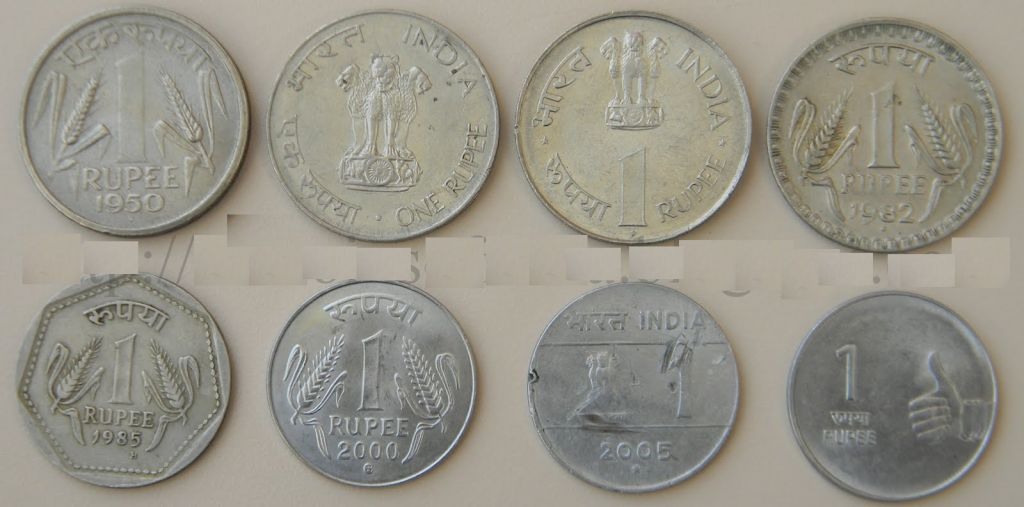 एक रूपया
1
RUPEE
1950
भारत INDIA
एक रूपया · ONE RUPEE
भारत INDIA
रूपया 1 RUPEE
रूपया
1
RUPEE
1982
रूपया
1
RUPEE
1985
H
रूपया
1
RUPEE
2000
भारत INDIA
1
2005
1
रुपया
RUPEE